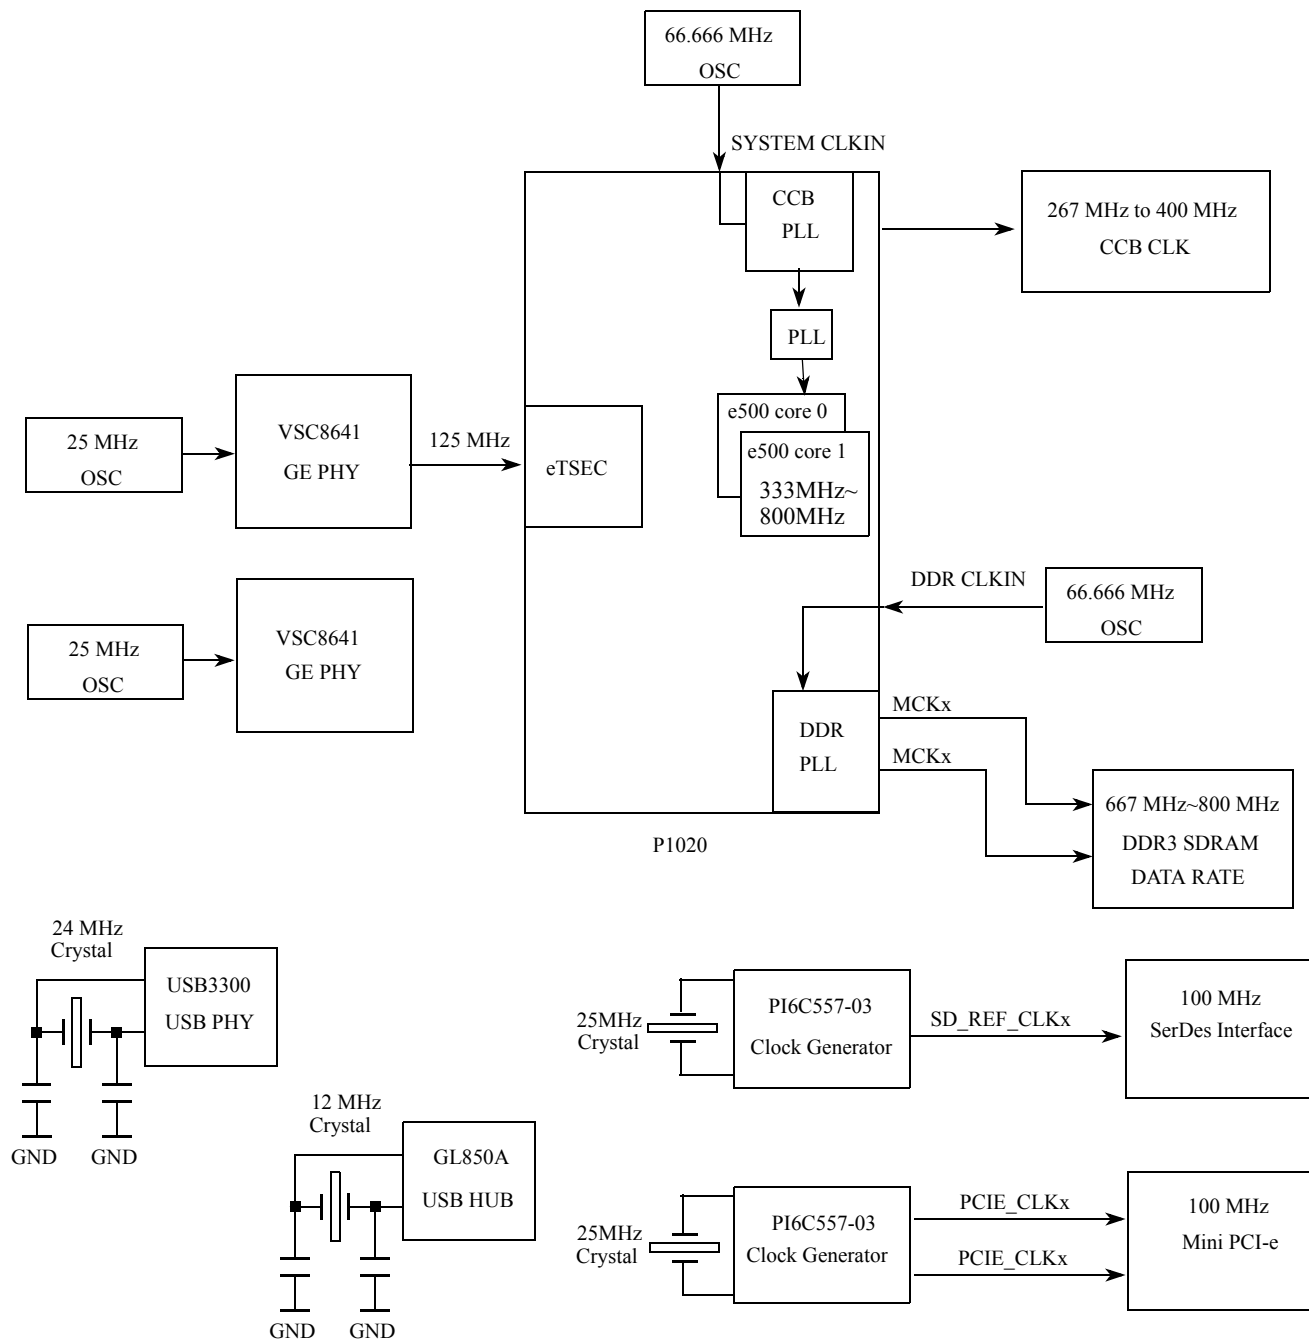 66.666 MHz
OSC
SYSTEM CLKIN
CCB
PLL
267 MHz to 400 MHz
CCB CLK
PLL
e500 core 0
e500 core 1
333MHz~
800MHz
25 MHz
OSC
VSC8641
GE PHY
125 MHz
eTSEC
25 MHz
OSC
VSC8641
GE PHY
DDR CLKIN
66.666 MHz
OSC
DDR
PLL
MCKx
MCKx
667 MHz~800 MHz
DDR3 SDRAM
DATA RATE
P1020
24 MHz
Crystal
USB3300
USB PHY
GND
GND
12 MHz
Crystal
GL850A
USB HUB
GND
GND
25MHz
Crystal
PI6C557-03
Clock Generator
SD_REF_CLKx
100 MHz
SerDes Interface
25MHz
Crystal
PI6C557-03
Clock Generator
PCIE_CLKx
PCIE_CLKx
100 MHz
Mini PCI-e